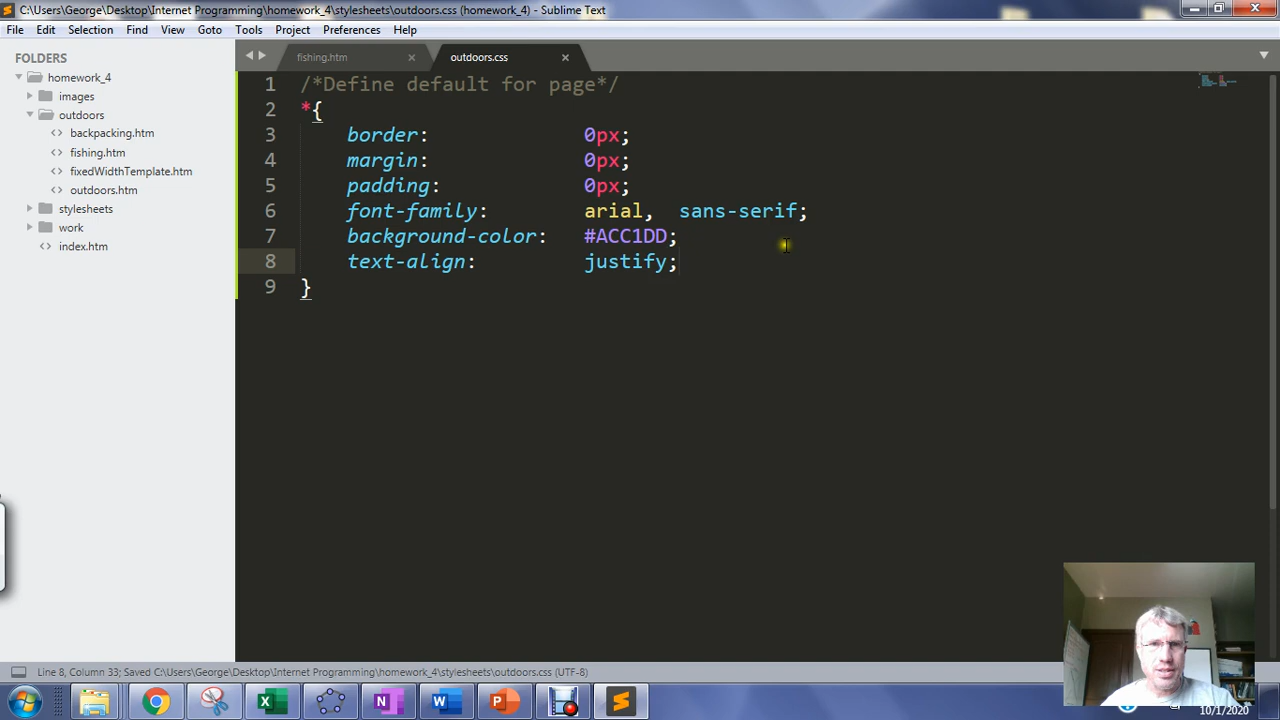 C:\Users\George\Desktop\Internet Programming\homework_4\stylesheets\outdoors.css (homework_4) - Sublime Text
File Edit Selection Find View Goto Tools Project Preferences Help
FOLDERS
homework_4
images
outdoors
backpacking.htm
fishing.htm
fixedWidthTemplate.htm
outdoors.htm
stylesheets
work
index.htm
fishing.htm
outdoors.css
1 /*Define default for page*/
2 *{
3 border: 0px;
4 margin: 0px;
5 padding: 0px;
6 font-family: arial, sans-serif;
7 background-color: #ACC1DD;
8 text-align: justify;
9 }
Line 8, Column 33; Saved C:\Users\George\Desktop\Internet Programming\homework_4\stylesheets\outdoors.css (UTF-8)
10/1/2020